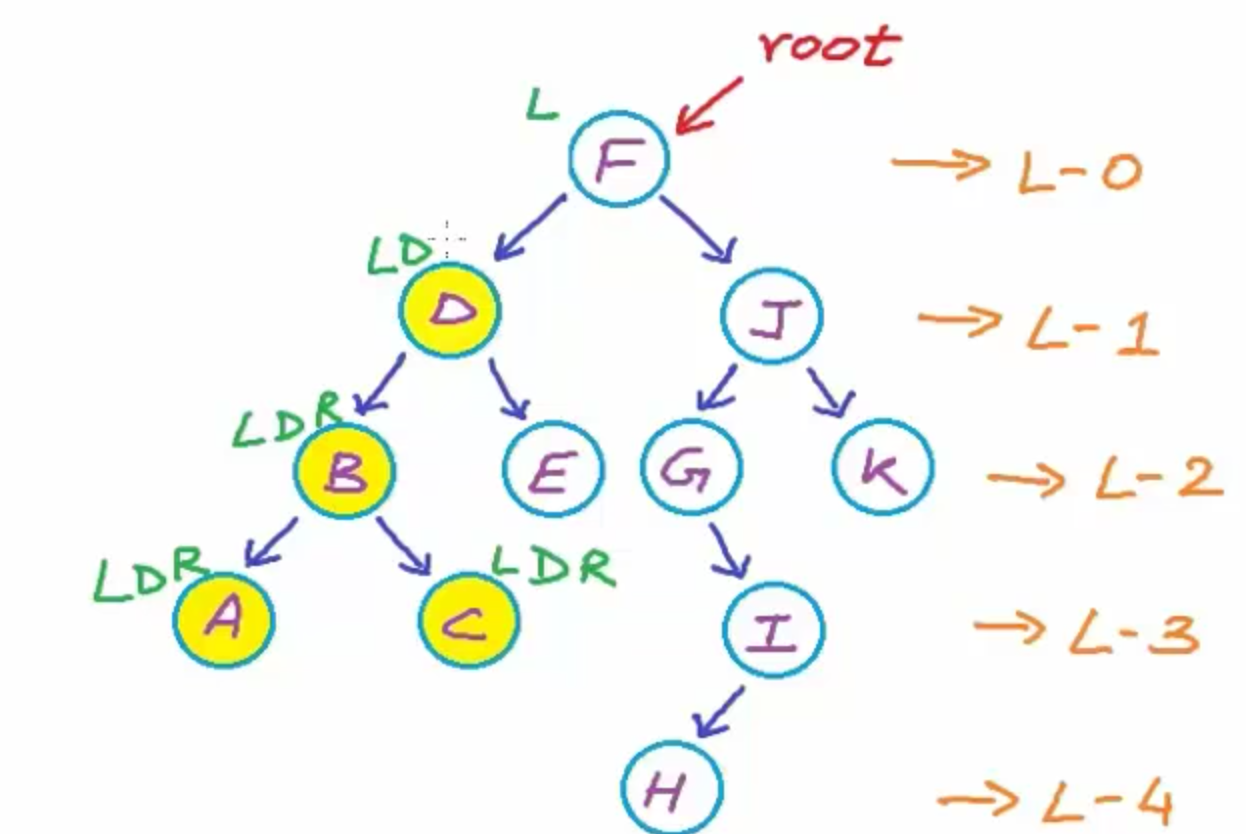 root
L
F
→ L-0
LD
D
J
→ L-1
LDR
B
E
G
K
→ L-2
LDR
A
LDR
C
I
→ L-3
H
→ L-4